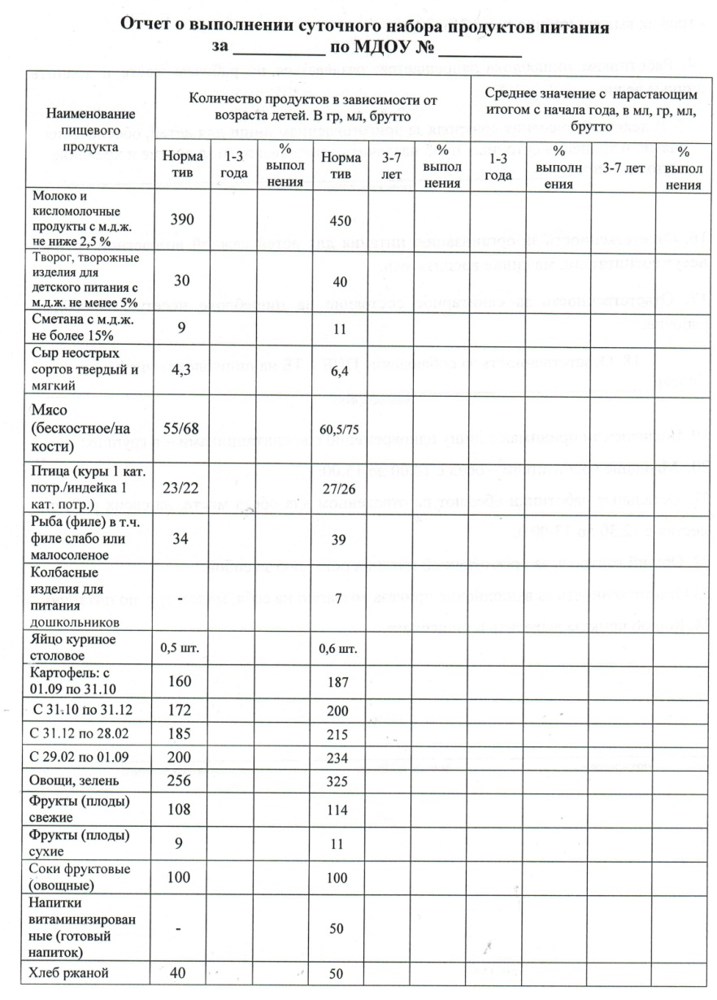 Отчет о выполнении суточного набора продуктов питания
за __________ по МДОУ № _________
Наименование
пищевого
продукта
Количество продуктов в зависимости от
возраста детей. В гр, мл, брутто
Среднее значение с нарастающим
итогом с начала года, в мл, гр, мл,
брутто
Норма
тив
1-3
года
%
выпол
нения
Норма
тив
3-7
лет
%
выпол
нения
1-3
года
%
выполн
ения
3-7 лет
%
выпол
нения
Молоко и
кисломолочные
продукты с м.д.ж.
не ниже 2,5 %
390
450
Творог, творожные
изделия для
детского питания с
м.д.ж. не менее 5%
30
40
Сметана с м.д.ж.
не более 15%
9
11
Сыр неострых
сортов твердый и
мягкий
4,3
6,4
Мясо
(бескостное/на
кости)
55/68
60,5/75
Птица (куры 1 кат.
потр./индейка 1
кат. потр.)
23/22
27/26
Рыба (филе) в т.ч.
филе слабо или
малосоленое
34
39
Колбасные
изделия для
питания
дошкольников
-
7
Яйцо куриное
столовое
0,5 шт.
0,6 шт.
Картофель: с
01.09 по 31.10
160
187
С 31.10 по 31.12
172
200
С 31.12 по 28.02
185
215
С 29.02 по 01.09
200
234
Овощи, зелень
256
325
Фрукты (плоды)
свежие
108
114
Фрукты (плоды)
сухие
9
11
Соки фруктовые
(овощные)
100
100
Напитки
витаминизирован
ные (готовый
напиток)
-
50
Хлеб ржаной
40
50